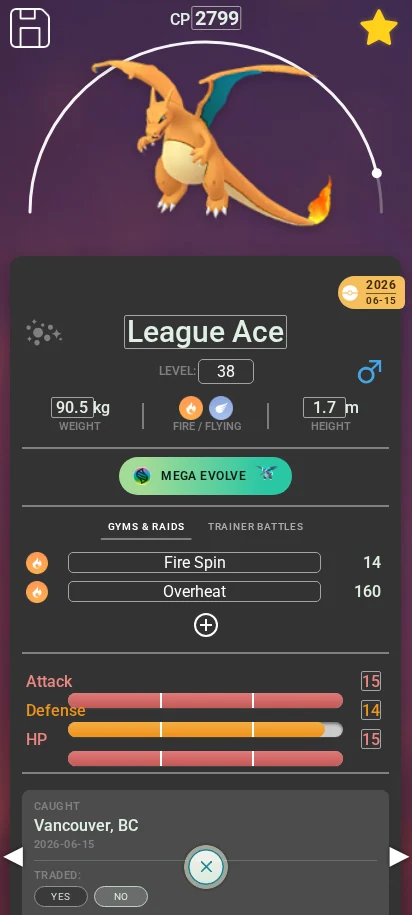 CP 2799
2026
06-15
League Ace
LEVEL: 38
90.5 kg
WEIGHT
FIRE / FLYING
1.7 m
HEIGHT
MEGA EVOLVE
GYMS & RAIDS TRAINER BATTLES
Fire Spin 14
Overheat 160
Attack 15
Defense 14
HP 15
CAUGHT
Vancouver, BC
2026-06-15
TRADED:
YES NO